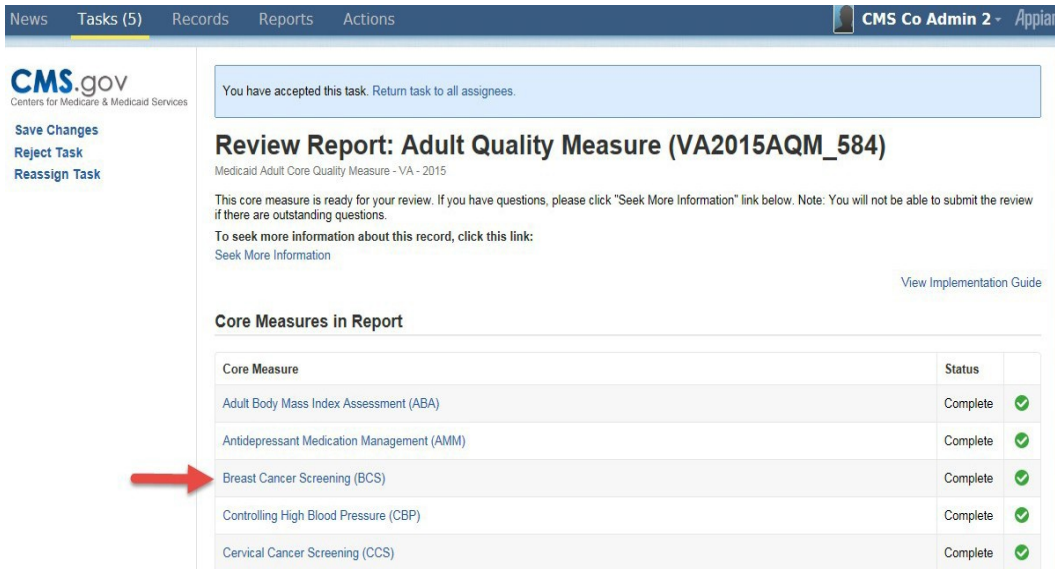 News Tasks (5) Records Reports Actions CMS Co Admin 2
CMS.gov
Centers for Medicare & Medicaid Services
Save Changes
Reject Task
Reassign Task
You have accepted this task. Return task to all assignees.
Review Report: Adult Quality Measure (VA2015AQM_584)
Medicaid Adult Core Quality Measure - VA - 2015
This core measure is ready for your review. If you have questions, please click "Seek More Information" link below. Note: You will not be able to submit the review
if there are outstanding questions.
To seek more information about this record, click this link:
Seek More Information
View Implementation Guide
Core Measures in Report
Core Measure Status
Adult Body Mass Index Assessment (ABA) Complete
Antidepressant Medication Management (AMM) Complete
Breast Cancer Screening (BCS) Complete
Controlling High Blood Pressure (CBP) Complete
Cervical Cancer Screening (CCS) Complete